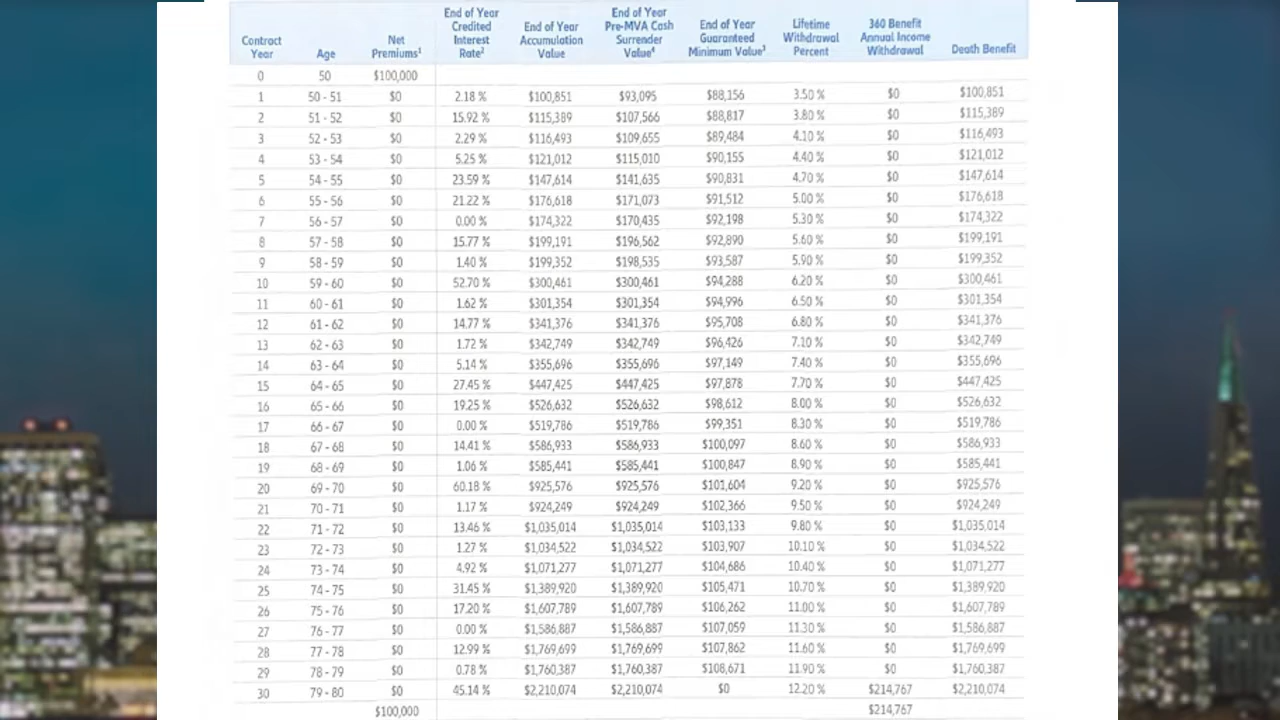 Contract Year Age Net Premiums¹ End of Year Credited Interest Rate² End of Year Accumulation Value End of Year Pre-MVA Cash Surrender Value⁴ End of Year Guaranteed Minimum Value³ Lifetime Withdrawal Percent 360 Benefit Annual Income Withdrawal Death Benefit
0 50 $100,000
1 50 - 51 $0 2.18 % $100,851 $93,095 $88,156 3.50 % $0 $100,851
2 51 - 52 $0 15.92 % $115,389 $107,566 $88,817 3.80 % $0 $115,389
3 52 - 53 $0 2.29 % $116,493 $109,655 $89,484 4.10 % $0 $116,493
4 53 - 54 $0 5.25 % $121,012 $115,010 $90,155 4.40 % $0 $121,012
5 54 - 55 $0 23.59 % $147,614 $141,635 $90,831 4.70 % $0 $147,614
6 55 - 56 $0 21.22 % $176,618 $171,073 $91,512 5.00 % $0 $176,618
7 56 - 57 $0 0.00 % $174,322 $170,435 $92,198 5.30 % $0 $174,322
8 57 - 58 $0 15.77 % $199,191 $196,562 $92,890 5.60 % $0 $199,191
9 58 - 59 $0 1.40 % $199,352 $198,535 $93,587 5.90 % $0 $199,352
10 59 - 60 $0 52.70 % $300,461 $300,461 $94,288 6.20 % $0 $300,461
11 60 - 61 $0 1.62 % $301,354 $301,354 $94,996 6.50 % $0 $301,354
12 61 - 62 $0 14.77 % $341,376 $341,376 $95,708 6.80 % $0 $341,376
13 62 - 63 $0 1.72 % $342,749 $342,749 $96,426 7.10 % $0 $342,749
14 63 - 64 $0 5.14 % $355,696 $355,696 $97,149 7.40 % $0 $355,696
15 64 - 65 $0 27.45 % $447,425 $447,425 $97,878 7.70 % $0 $447,425
16 65 - 66 $0 19.25 % $526,632 $526,632 $98,612 8.00 % $0 $526,632
17 66 - 67 $0 0.00 % $519,786 $519,786 $99,351 8.30 % $0 $519,786
18 67 - 68 $0 14.41 % $586,933 $586,933 $100,097 8.60 % $0 $586,933
19 68 - 69 $0 1.06 % $585,441 $585,441 $100,847 8.90 % $0 $585,441
20 69 - 70 $0 60.18 % $925,576 $925,576 $101,604 9.20 % $0 $925,576
21 70 - 71 $0 1.17 % $924,249 $924,249 $102,366 9.50 % $0 $924,249
22 71 - 72 $0 13.46 % $1,035,014 $1,035,014 $103,133 9.80 % $0 $1,035,014
23 72 - 73 $0 1.27 % $1,034,522 $1,034,522 $103,907 10.10 % $0 $1,034,522
24 73 - 74 $0 4.92 % $1,071,277 $1,071,277 $104,686 10.40 % $0 $1,071,277
25 74 - 75 $0 31.45 % $1,389,920 $1,389,920 $105,471 10.70 % $0 $1,389,920
26 75 - 76 $0 17.20 % $1,607,789 $1,607,789 $106,262 11.00 % $0 $1,607,789
27 76 - 77 $0 0.00 % $1,586,887 $1,586,887 $107,059 11.30 % $0 $1,586,887
28 77 - 78 $0 12.99 % $1,769,699 $1,769,699 $107,862 11.60 % $0 $1,769,699
29 78 - 79 $0 0.78 % $1,760,387 $1,760,387 $108,671 11.90 % $0 $1,760,387
30 79 - 80 $0 45.14 % $2,210,074 $2,210,074 $0 12.20 % $214,767 $2,210,074
$100,000 $214,767